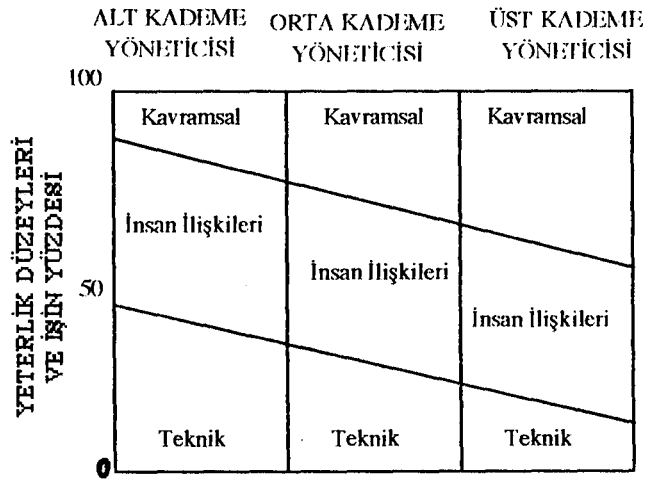 ALT KADEME YÖNETİCİSİ
ORTA KADEME YÖNETİCİSİ
ÜST KADEME YÖNETİCİSİ
100
Kavramsal Kavramsal Kavramsal
YETERLİK DÜZEYLERİ
VE İŞİN YÜZDESİ
İnsan İlişkileri
İnsan İlişkileri
İnsan İlişkileri
50
Teknik Teknik Teknik
0